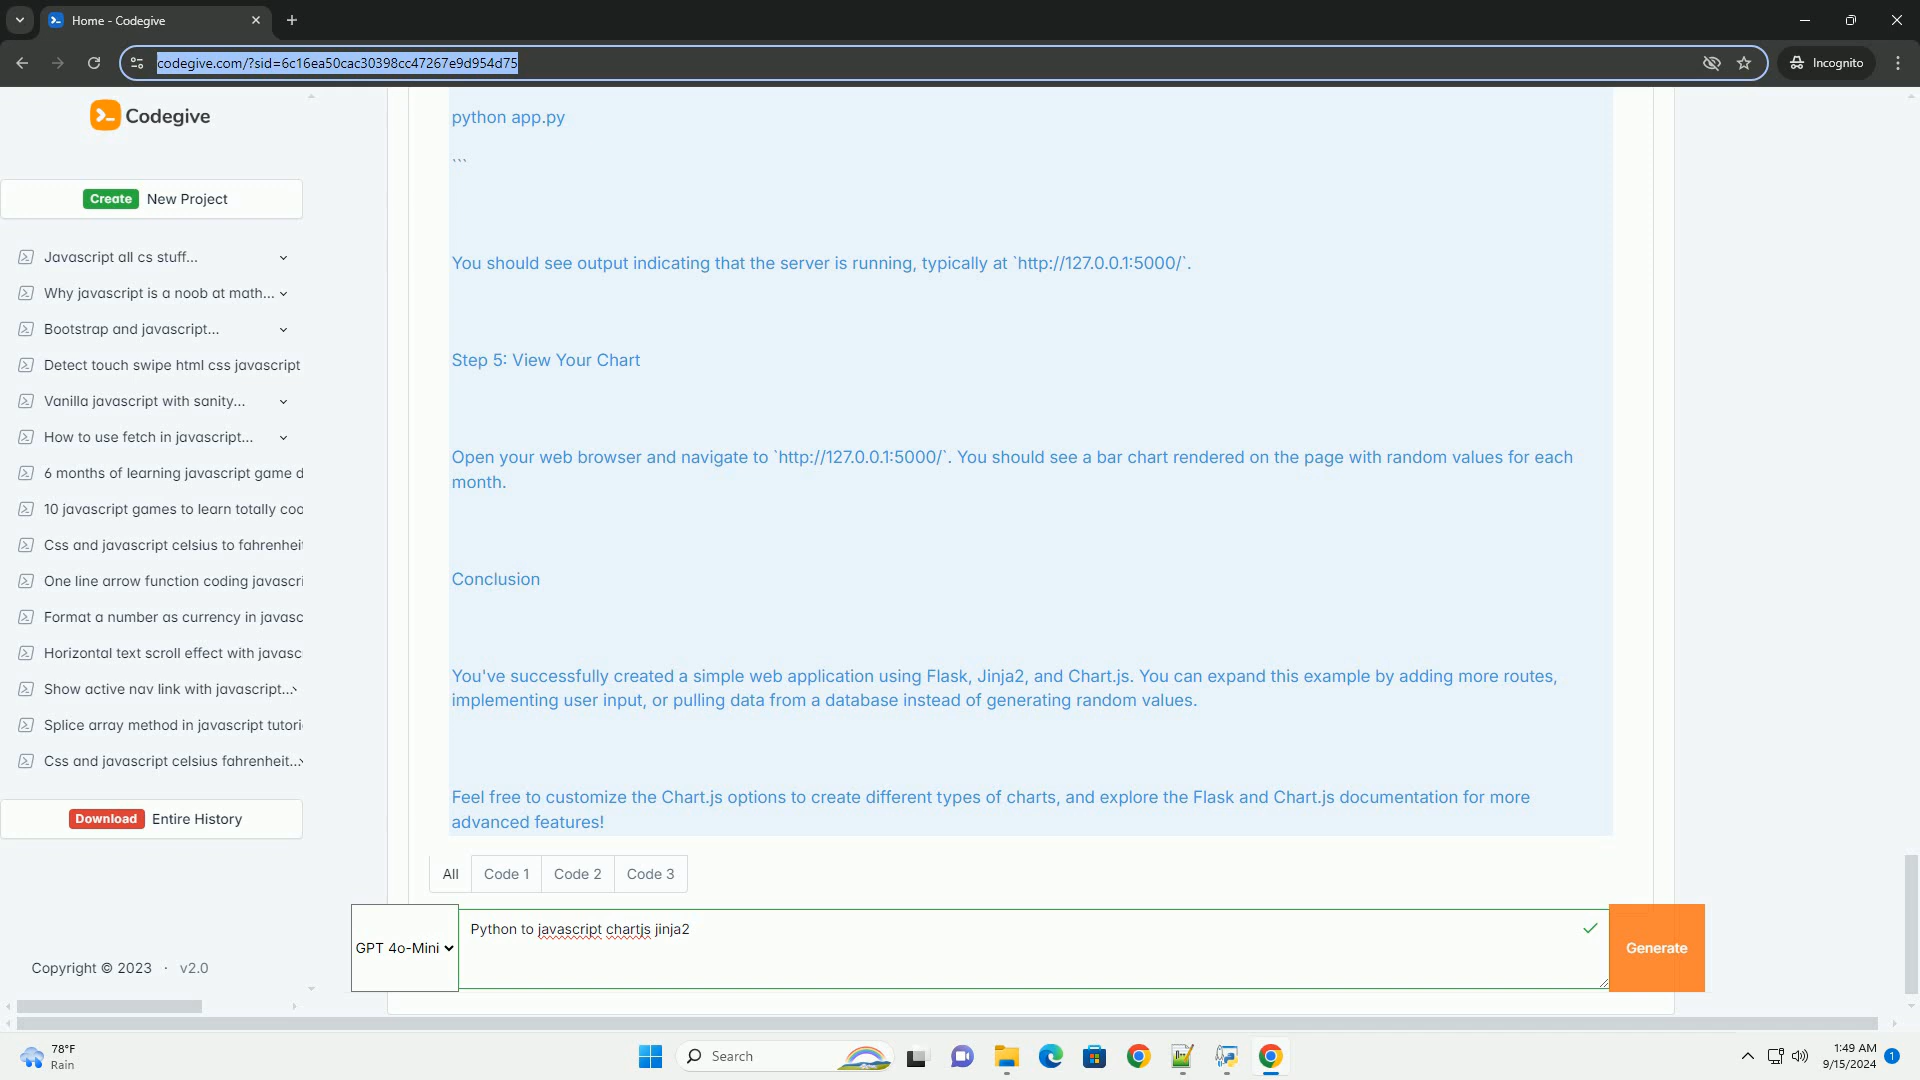 Home - Codegive
codegive.com/?sid=6c16ea50cac30398cc47267e9d954d75
Incognito
Codegive
Create New Project
Javascript all cs stuff...
Why javascript is a noob at math...
Bootstrap and javascript...
Detect touch swipe html css javascript
Vanilla javascript with sanity...
How to use fetch in javascript...
6 months of learning javascript game d
10 javascript games to learn totally coo
Css and javascript celsius to fahrenheit
One line arrow function coding javascri
Format a number as currency in javasc
Horizontal text scroll effect with javasc
Show active nav link with javascript...
Splice array method in javascript tutori
Css and javascript celsius fahrenheit...
Download Entire History
Copyright © 2023 · v2.0
python app.py
```
You should see output indicating that the server is running, typically at `http://127.0.0.1:5000/`.
Step 5: View Your Chart
Open your web browser and navigate to `http://127.0.0.1:5000/`. You should see a bar chart rendered on the page with random values for each
month.
Conclusion
You've successfully created a simple web application using Flask, Jinja2, and Chart.js. You can expand this example by adding more routes,
implementing user input, or pulling data from a database instead of generating random values.
Feel free to customize the Chart.js options to create different types of charts, and explore the Flask and Chart.js documentation for more
advanced features!
All Code 1 Code 2 Code 3
GPT 4o-Mini
Python to javascript chartjs jinja2
Generate
78°F
Rain
Search
1:49 AM
9/15/2024
1